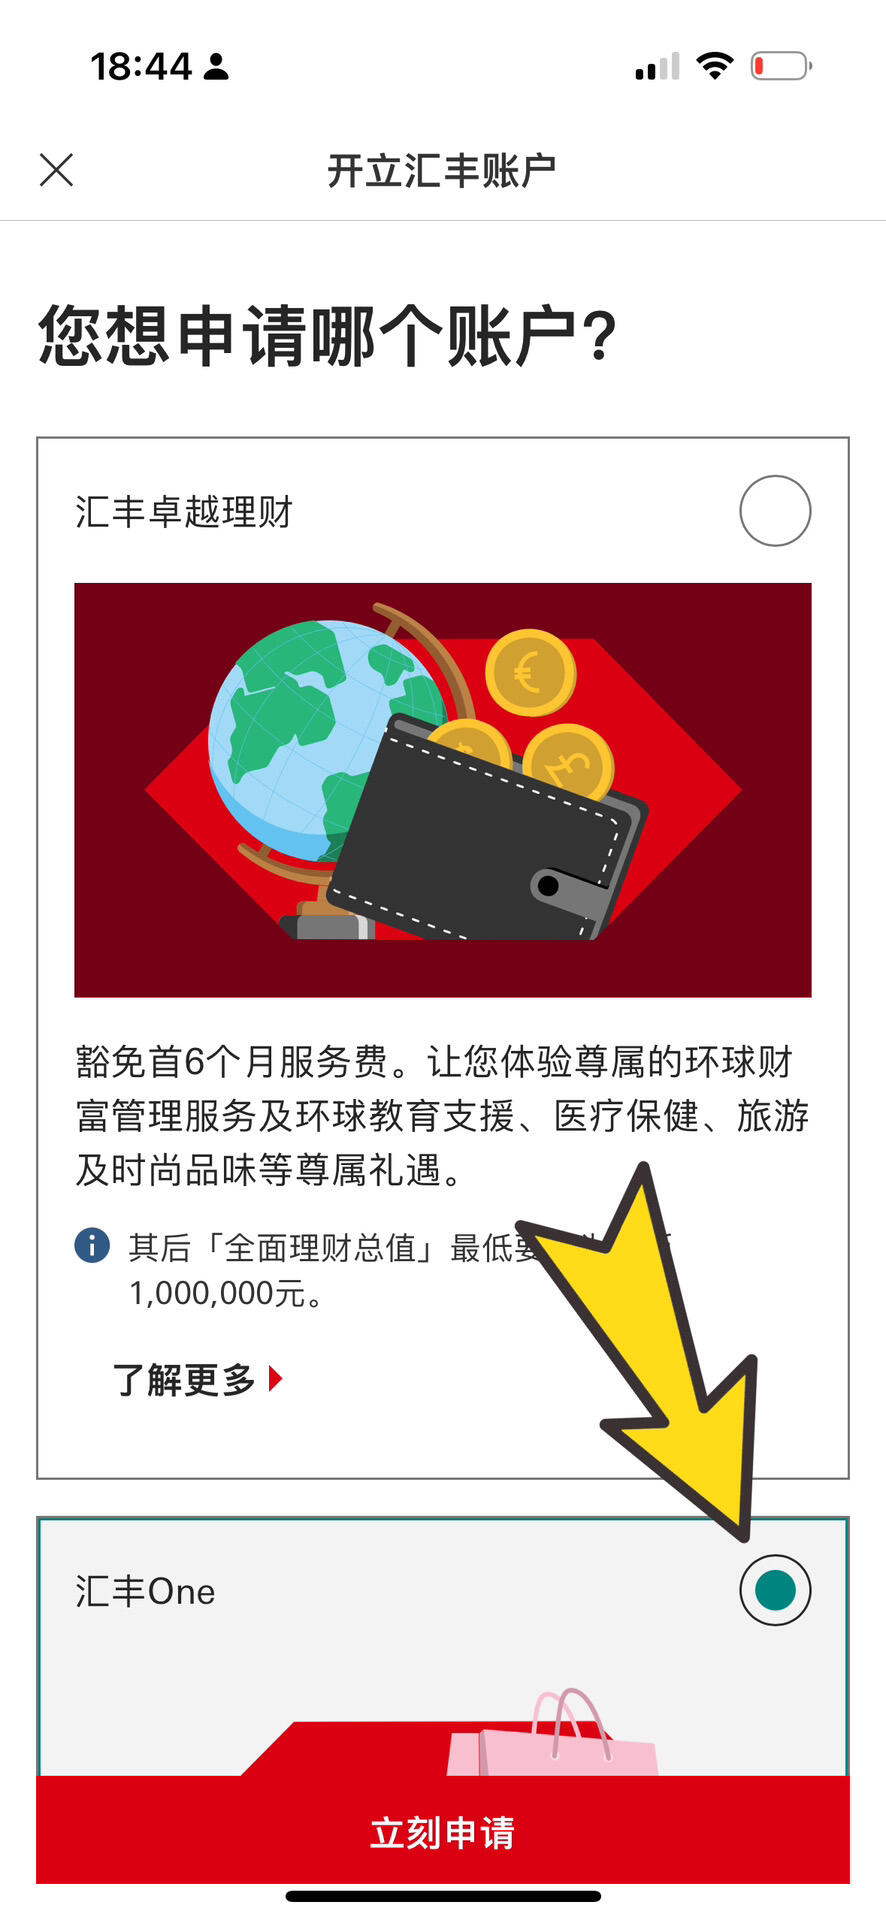 18:44
开立汇丰账户
您想申请哪个账户?
汇丰卓越理财
豁免首6个月服务费。让您体验尊属的环球财
富管理服务及环球教育支援、医疗保健、旅游
及时尚品味等尊属礼遇。
其后「全面理财总值」最低要
1,000,000元。
了解更多
汇丰One
立刻申请